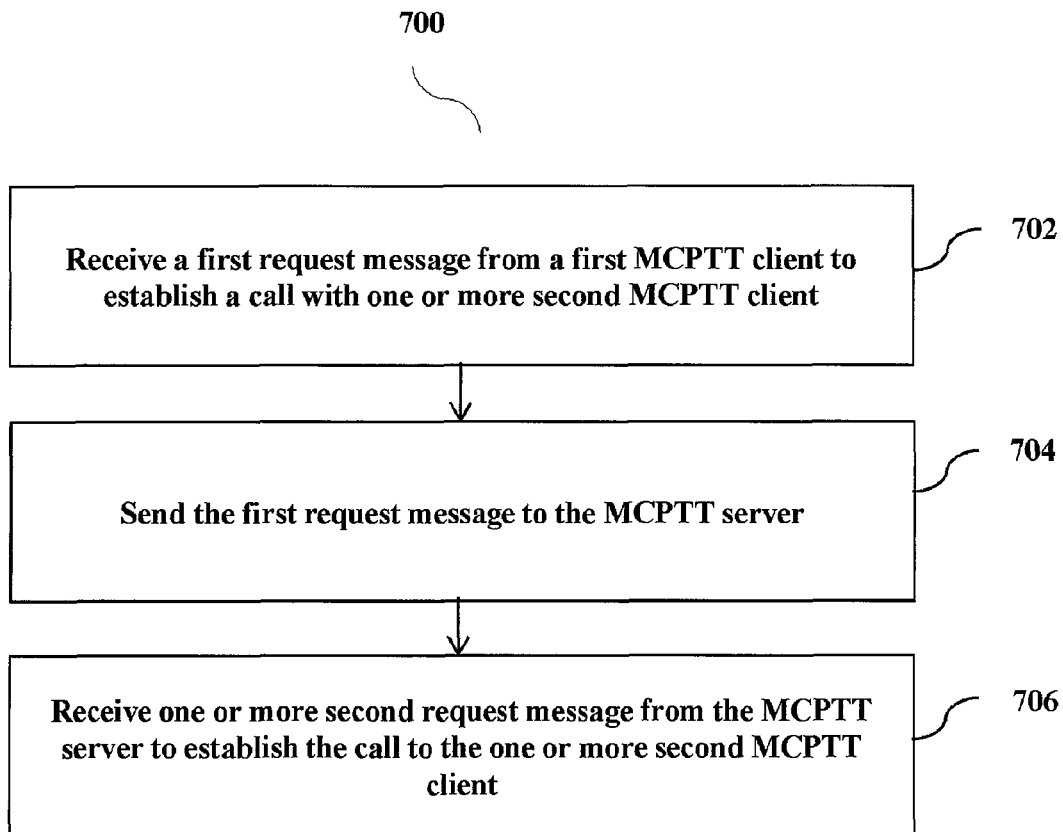 700
Receive a first request message from a first MCPTT client to
establish a call with one or more second MCPTT client
702
Send the first request message to the MCPTT server
704
Receive one or more second request message from the MCPTT
server to establish the call to the one or more second MCPTT
client
706